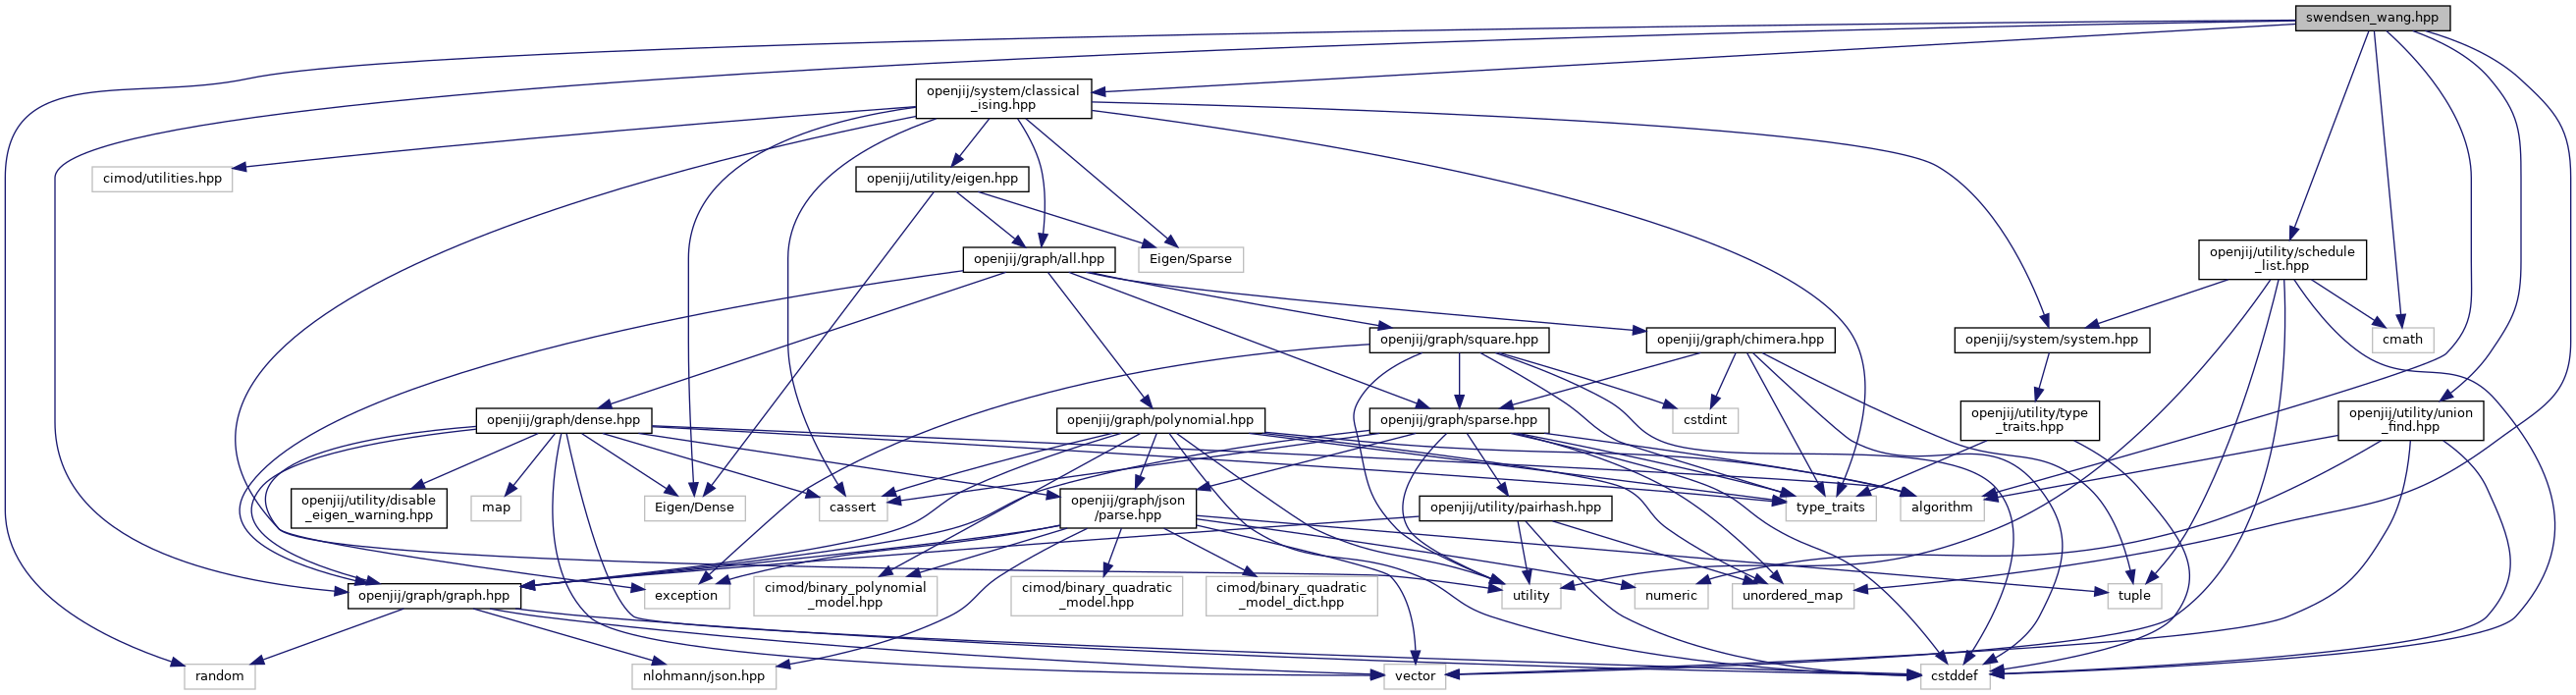 swendsen_wang.hpp
openjij/system/classical
_ising.hpp
cimod/utilities.hpp
openjij/utility/eigen.hpp
openjij/graph/all.hpp
Eigen/Sparse
openjij/utility/schedule
_list.hpp
openjij/graph/square.hpp
openjij/graph/chimera.hpp
openjij/system/system.hpp
cmath
openjij/graph/dense.hpp
openjij/graph/polynomial.hpp
openjij/graph/sparse.hpp
cstdint
openjij/utility/type
_traits.hpp
openjij/utility/union
_find.hpp
openjij/utility/disable
_eigen_warning.hpp
map
Eigen/Dense
cassert
openjij/graph/json
/parse.hpp
openjij/utility/pairhash.hpp
type_traits
algorithm
openjij/graph/graph.hpp
exception
cimod/binary_polynomial
_model.hpp
cimod/binary_quadratic
_model.hpp
cimod/binary_quadratic
_model_dict.hpp
utility
numeric
unordered_map
tuple
random
nlohmann/json.hpp
vector
cstddef